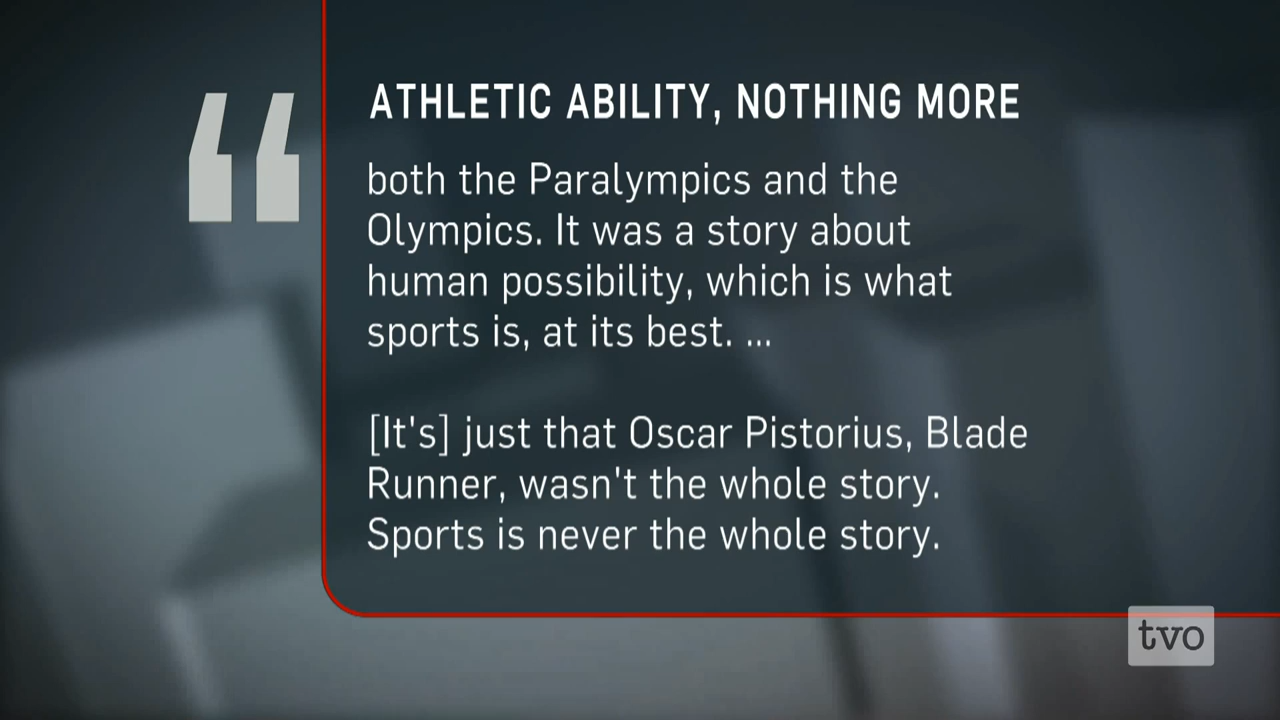 ATHLETIC ABILITY, NOTHING MORE
both the Paralympics and the
Olympics. It was a story about
human possibility, which is what
sports is, at its best. ...
[It's] just that Oscar Pistorius, Blade
Runner, wasn't the whole story.
Sports is never the whole story.
tvo